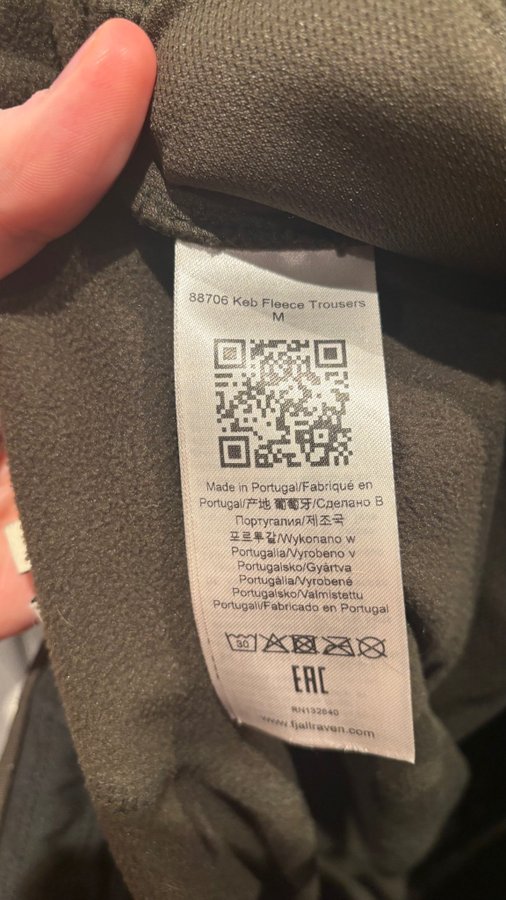 88706 Keb Fleece Trousers
M
Made in Portugal/Fabriqué en
Portugal/产地 葡萄牙/Сделано В
Португалия/제조국
포르투갈/Wykonano w
Portugalia/Vyrobeno v
Portugalsko/Gyártva
Portugália/Vyrobené
Portugalsko/Valmistettu
Portugali/Fabricado en Portugal
30
EAC
RN132640
www.fjallraven.com